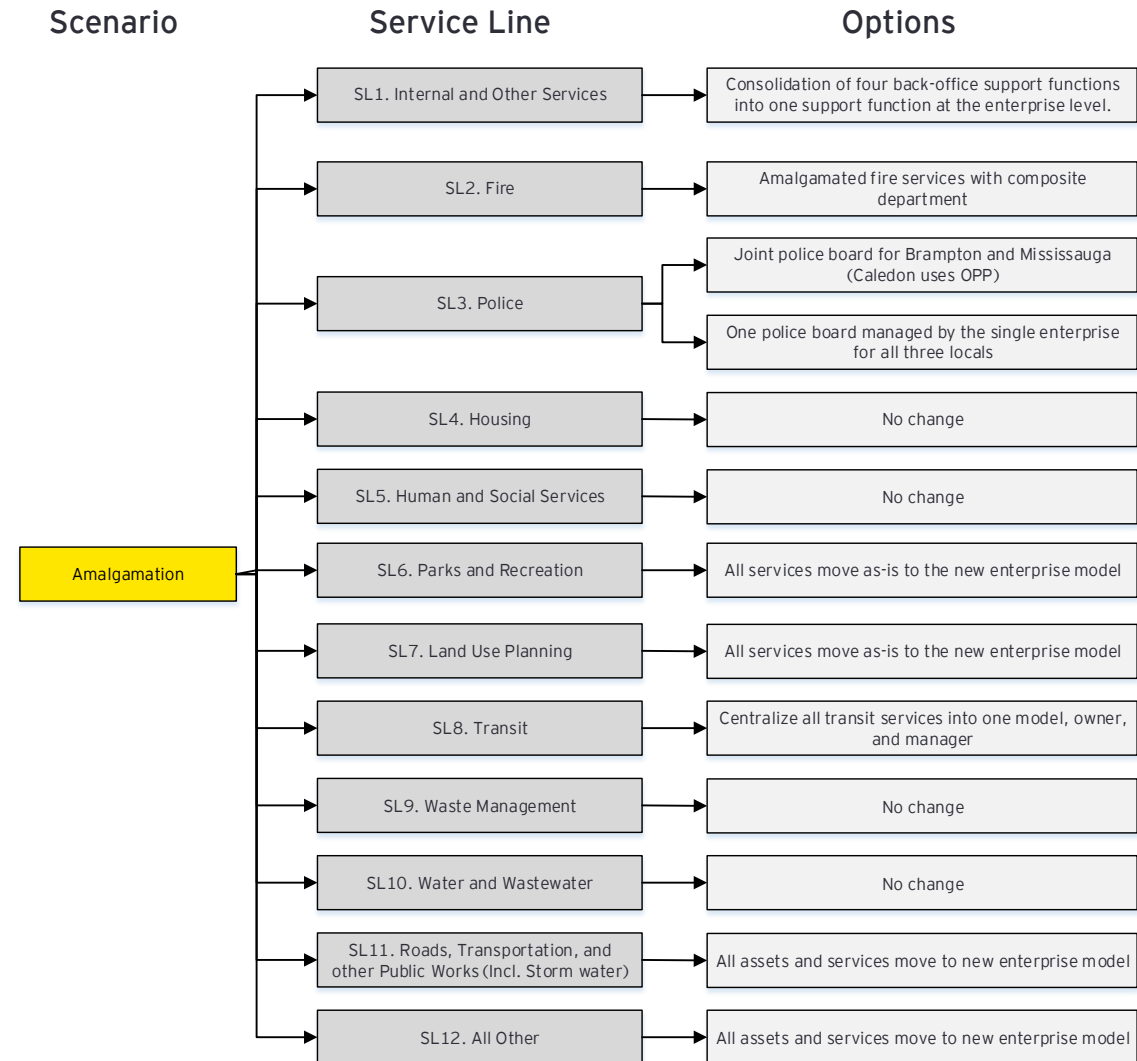 Scenario
Service Line
Options
SL1. Internal and Other Services
Consolidation of four back-office support functions
into one support function at the enterprise level.
SL2. Fire
Amalgamated fire services with composite
department
SL3. Police
Joint police board for Brampton and Mississauga
(Caledon uses OPP)
One police board managed by the single enterprise
for all three locals
SL4. Housing
No change
SL5. Human and Social Services
No change
Amalgamation
SL6. Parks and Recreation
All services move as-is to the new enterprise model
SL7. Land Use Planning
All services move as-is to the new enterprise model
SL8. Transit
Centralize all transit services into one model, owner,
and manager
SL9. Waste Management
No change
SL10. Water and Wastewater
No change
SL11. Roads, Transportation, and
other Public Works (Incl. Storm water)
All assets and services move to new enterprise model
SL12. All Other
All assets and services move to new enterprise model